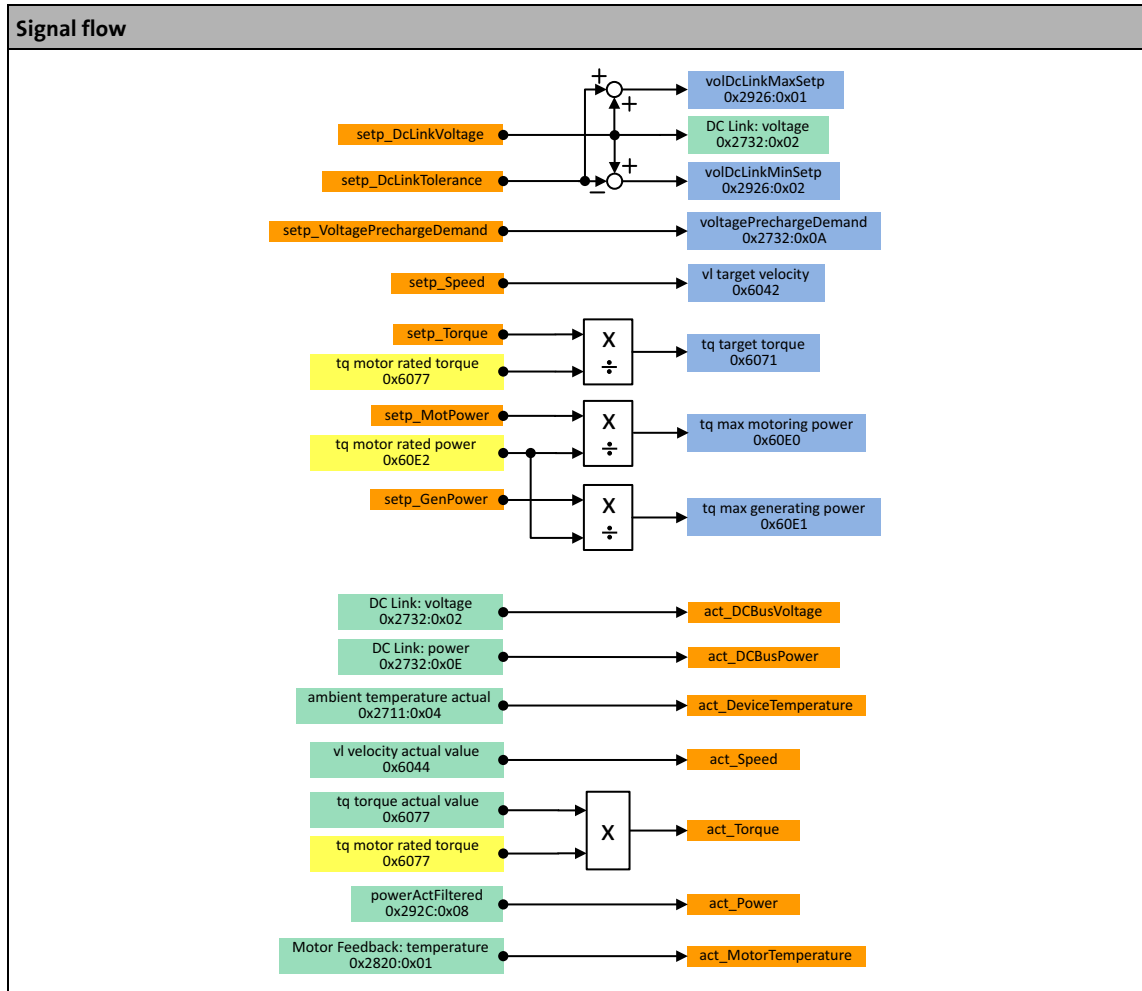 Signal flow
+
+
volDcLinkMaxSetp
0x2926:0x01
setp_DcLinkVoltage
DC Link: voltage
0x2732:0x02
+
setp_DcLinkTolerance
−
volDcLinkMinSetp
0x2926:0x02
setp_VoltagePrechargeDemand
voltagePrechargeDemand
0x2732:0x0A
setp_Speed
vl target velocity
0x6042
setp_Torque
tq motor rated torque
0x6077
X
÷
tq target torque
0x6071
setp_MotPower
tq motor rated power
0x60E2
X
÷
tq max motoring power
0x60E0
setp_GenPower
X
÷
tq max generating power
0x60E1
DC Link: voltage
0x2732:0x02
act_DCBusVoltage
DC Link: power
0x2732:0x0E
act_DCBusPower
ambient temperature actual
0x2711:0x04
act_DeviceTemperature
vl velocity actual value
0x6044
act_Speed
tq torque actual value
0x6077
tq motor rated torque
0x6077
X
act_Torque
powerActFiltered
0x292C:0x08
act_Power
Motor Feedback: temperature
0x2820:0x01
act_MotorTemperature